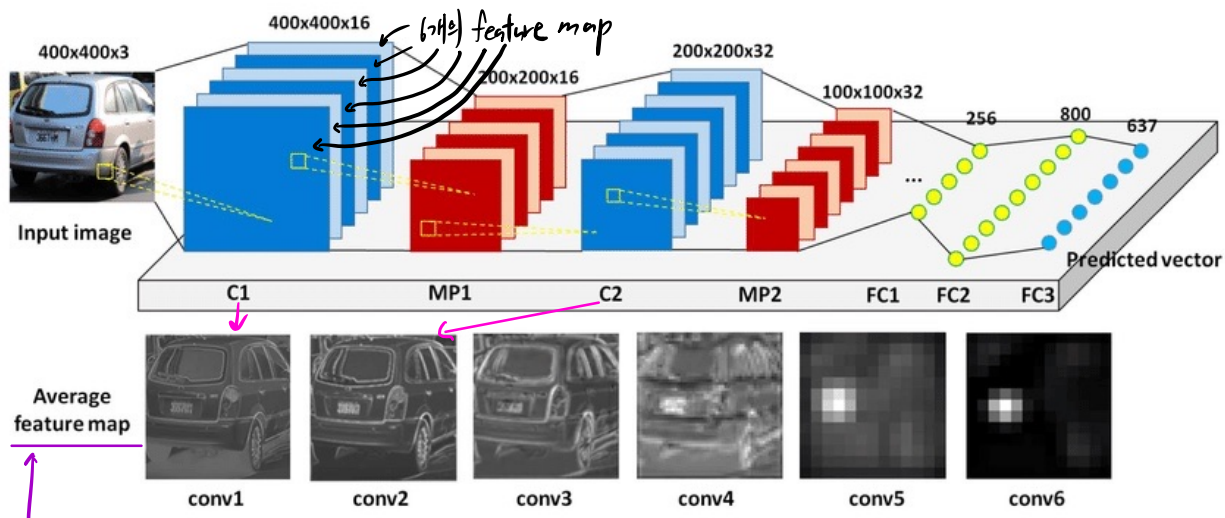 400x400x16
6개의 feature map
400x400x3
200x200x32
200x200x16
100x100x32
256
800
637
...
Input image
Predicted vector
C1
MP1
C2
MP2
FC1
FC2
FC3
Average
feature map
conv1
conv2
conv3
conv4
conv5
conv6